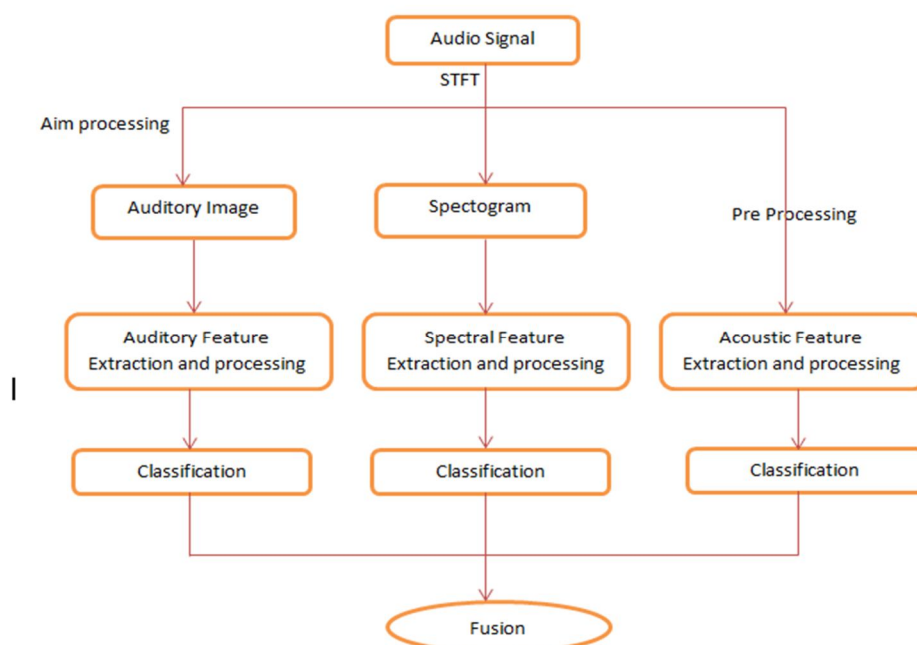 Audio Signal
STFT
Aim processing
Auditory Image
Spectogram
Pre Processing
Auditory Feature
Extraction and processing
Spectral Feature
Extraction and processing
Acoustic Feature
Extraction and processing
Classification
Classification
Classification
Fusion